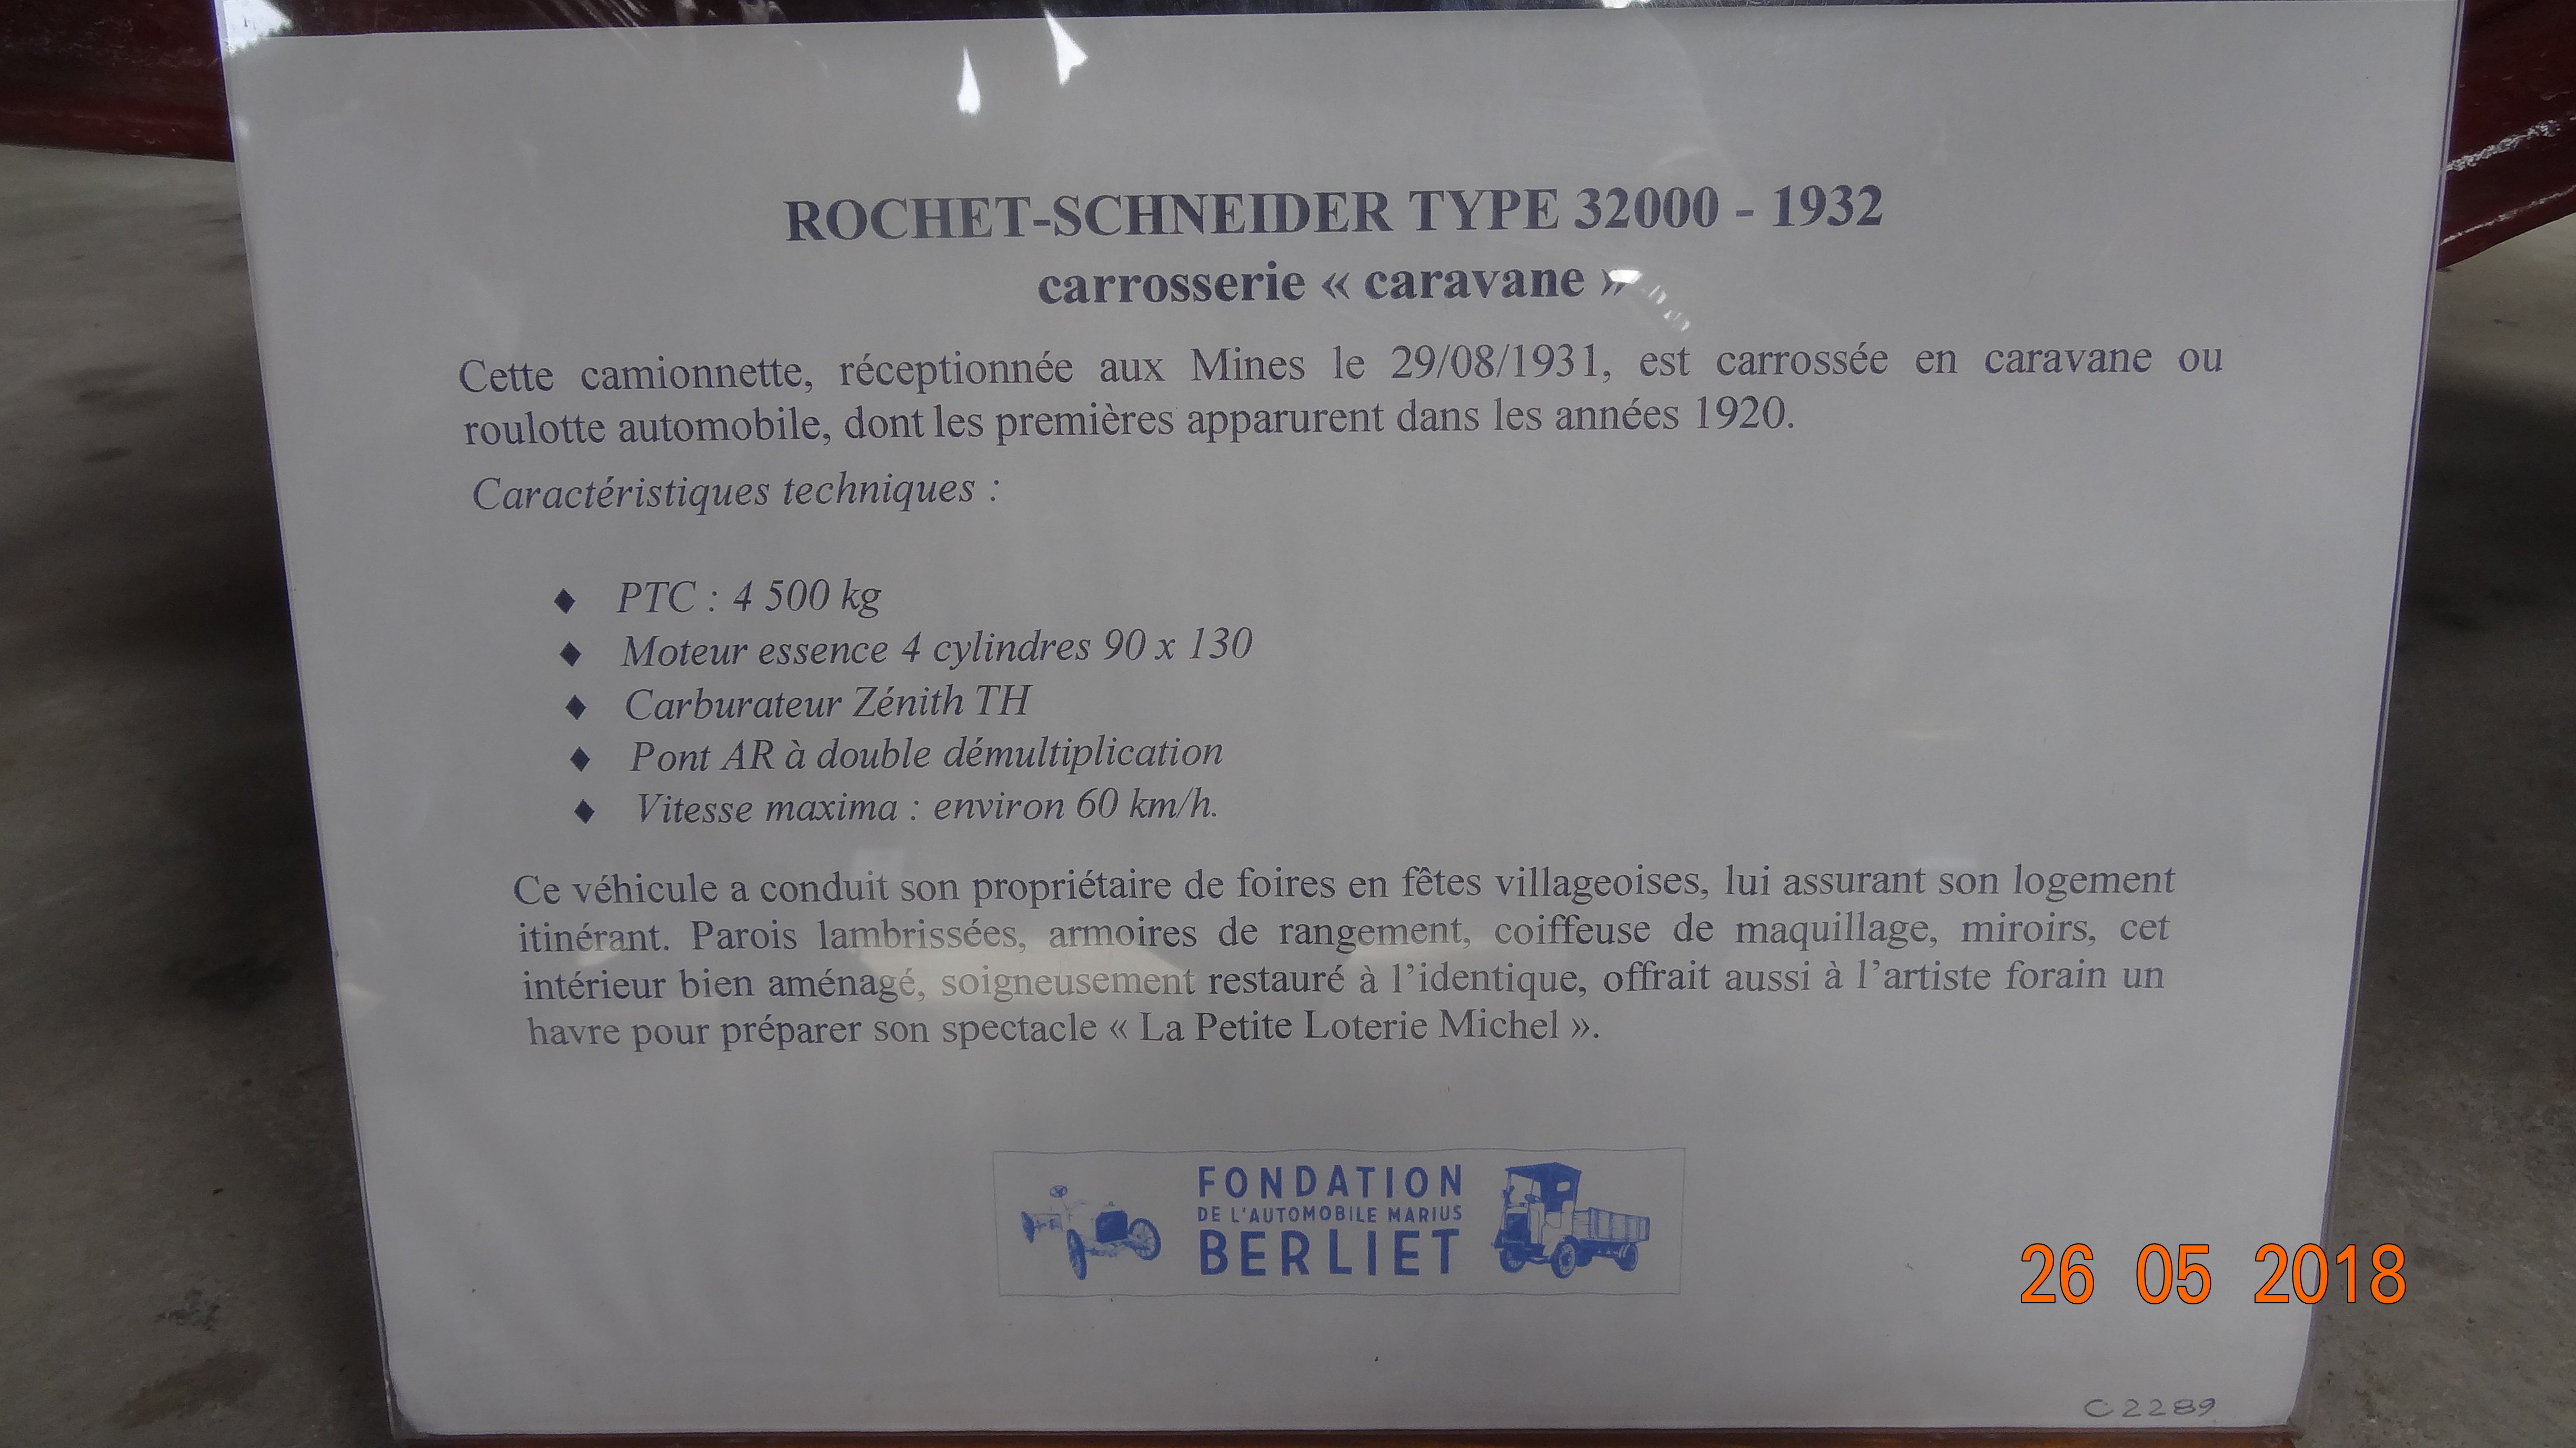 ROCHET-SCHNEIDER TYPE 32000 - 1932
carrosserie « caravane »
Cette camionnette, réceptionnée aux Mines le 29/08/1931, est carrossée en caravane ou
roulotte automobile, dont les premières apparurent dans les années 1920.
Caractéristiques techniques :
♦ PTC : 4 500 kg
♦ Moteur essence 4 cylindres 90 x 130
♦ Carburateur Zénith TH
♦ Pont AR à double démultiplication
♦ Vitesse maxima : environ 60 km/h.
Ce véhicule a conduit son propriétaire de foires en fêtes villageoises, lui assurant son logement
itinérant. Parois lambrissées, armoires de rangement, coiffeuse de maquillage, miroirs, cet
intérieur bien aménagé, soigneusement restauré à l'identique, offrait aussi à l'artiste forain un
havre pour préparer son spectacle « La Petite Loterie Michel ».
FONDATION
DE L'AUTOMOBILE MARIUS
BERLIET
26 05 2018
C 2289